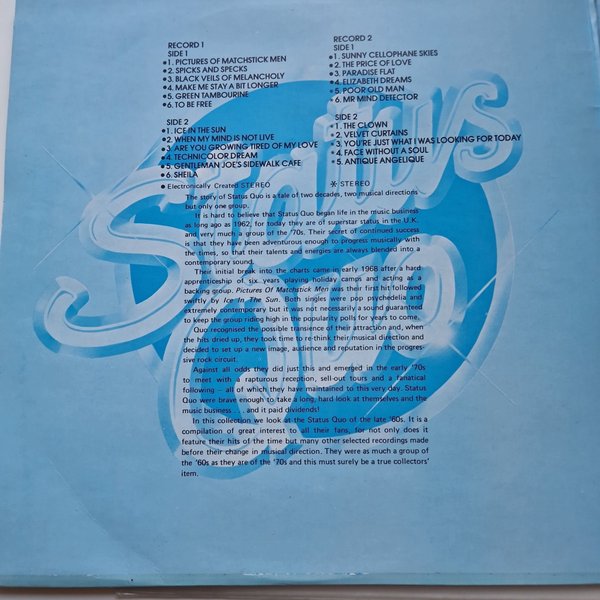 RECORD 1
SIDE 1
●1. PICTURES OF MATCHSTICK MEN
●2. SPICKS AND SPECKS
●3. BLACK VEILS OF MELANCHOLY
●4. MAKE ME STAY A BIT LONGER
●5. GREEN TAMBOURINE
●6. TO BE FREE
SIDE 2
●1. ICE IN THE SUN
●2. WHEN MY MIND IS NOT LIVE
●3. ARE YOU GROWING TIRED OF MY LOVE
●4. TECHNICOLOR DREAM
●5. GENTLEMAN JOE'S SIDEWALK CAFE
●6. SHEILA
● Electronically Created STEREO
RECORD 2
SIDE 1
●1. SUNNY CELLOPHANE SKIES
●2. THE PRICE OF LOVE
●3. PARADISE FLAT
●4. ELIZABETH DREAMS
●5. POOR OLD MAN
●6. MR MIND DETECTOR
SIDE 2
●1. THE CLOWN
●2. VELVET CURTAINS
●3. YOU'RE JUST WHAT I WAS LOOKING FOR TODAY
●4. FACE WITHOUT A SOUL
●5. ANTIQUE ANGELIQUE
* STEREO
Status
Quo
The story of Status Quo is a tale of two decades, two musical directions
but only one group.
It is hard to believe that Status Quo began life in the music business
as long ago as 1962, for today they are of superstar status in the U.K.
and very much a group of the '70s. Their secret of continued success
is that they have been adventurous enough to progress musically with
the times, so that their talents and energies are always blended into a
contemporary sound.
Their initial break into the charts came in early 1968 after a hard
apprenticeship of six years playing holiday camps and acting as a
backing group. Pictures Of Matchstick Men was their first hit followed
swiftly by Ice In The Sun. Both singles were pop psychedelia and
extremely contemporary but it was not necessarily a sound guaranteed
to keep the group riding high in the popularity polls for years to come.
Quo recognised the possible transience of their attraction and, when
the hits dried up, they took time to re-think their musical direction and
decided to set up a new image, audience and reputation in the progres-
sive rock circuit.
Against all odds they did just this and emerged in the early '70s
to meet with a rapturous reception, sell-out tours and a fanatical
following – all of which they have maintained to this very day. Status
Quo were brave enough to take a long, hard look at themselves and the
music business... and it paid dividends!
In this collection we look at the Status Quo of the late '60s. It is a
compilation of great interest to all their fans, for not only does it
feature their hits of the time but many other selected recordings made
before their change in musical direction. They were as much a group of
the '60s as they are of the '70s and this must surely be a true collectors'
item.